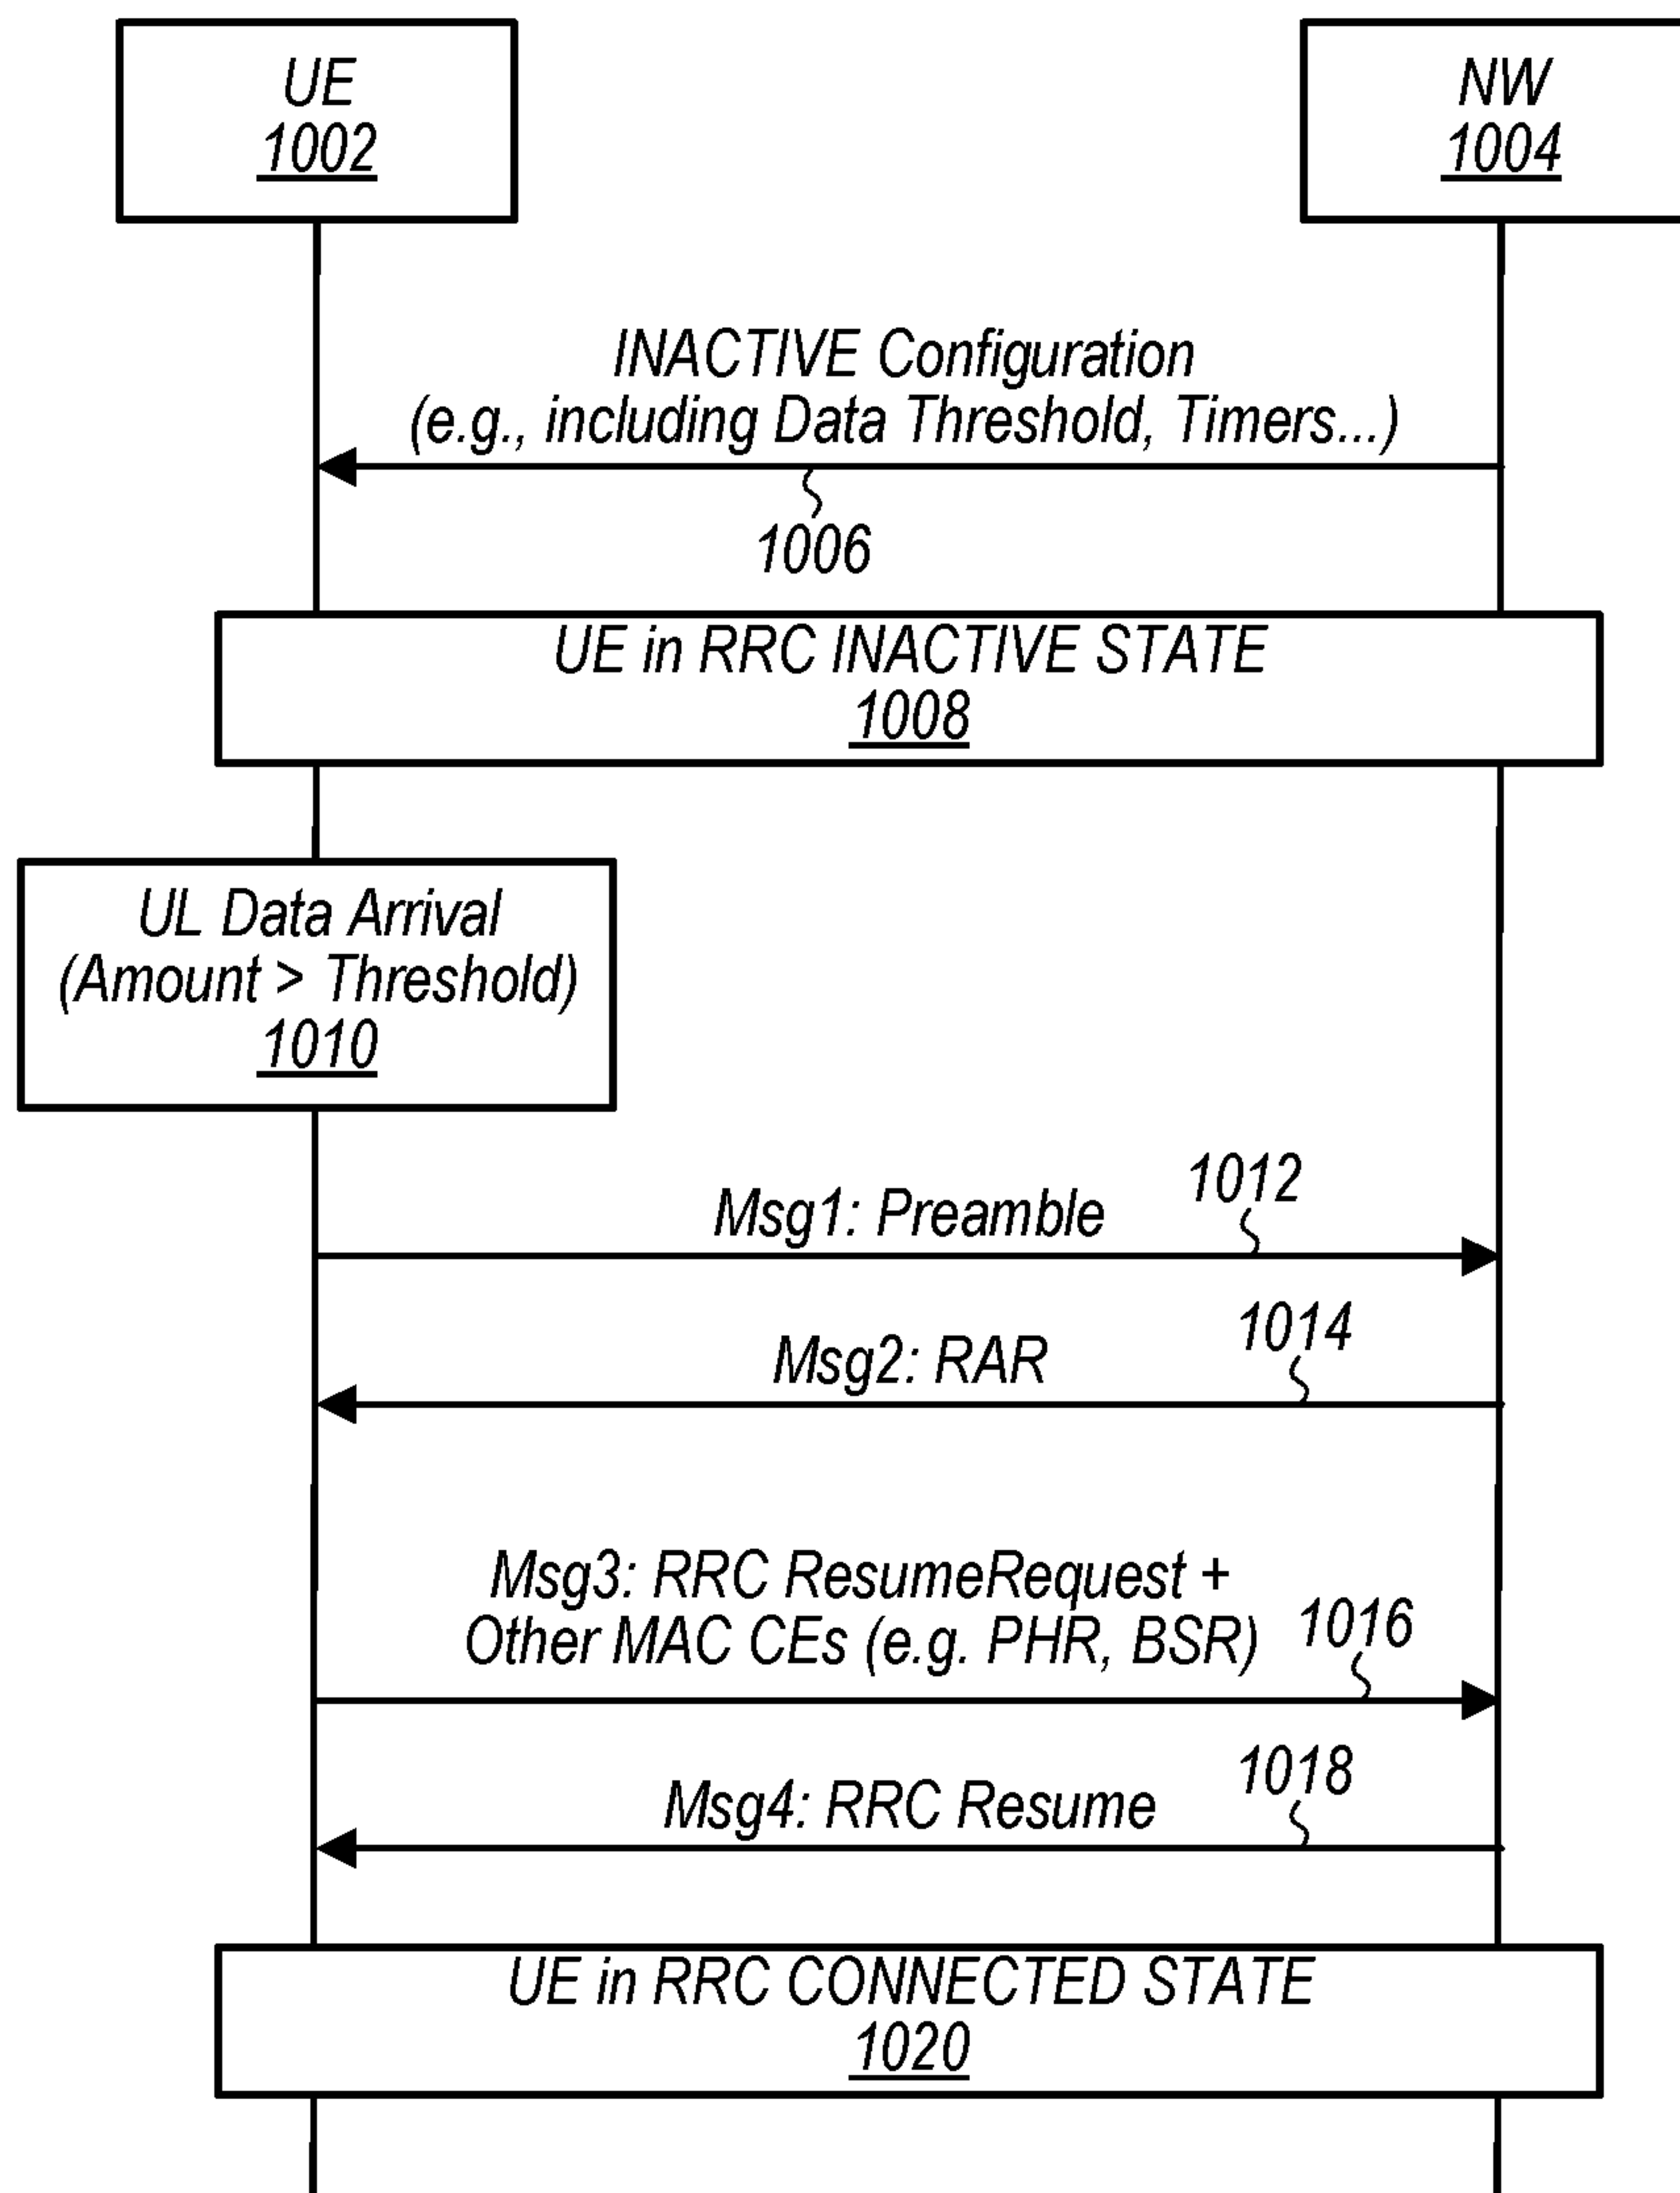 UE
1002
NW
1004
INACTIVE Configuration
(e.g., including Data Threshold, Timers...)
1006
UE in RRC INACTIVE STATE
1008
UL Data Arrival
(Amount > Threshold)
1010
1012
Msg1: Preamble
1014
Msg2: RAR
Msg3: RRC ResumeRequest +
Other MAC CEs (e.g. PHR, BSR)
1016
1018
Msg4: RRC Resume
UE in RRC CONNECTED STATE
1020